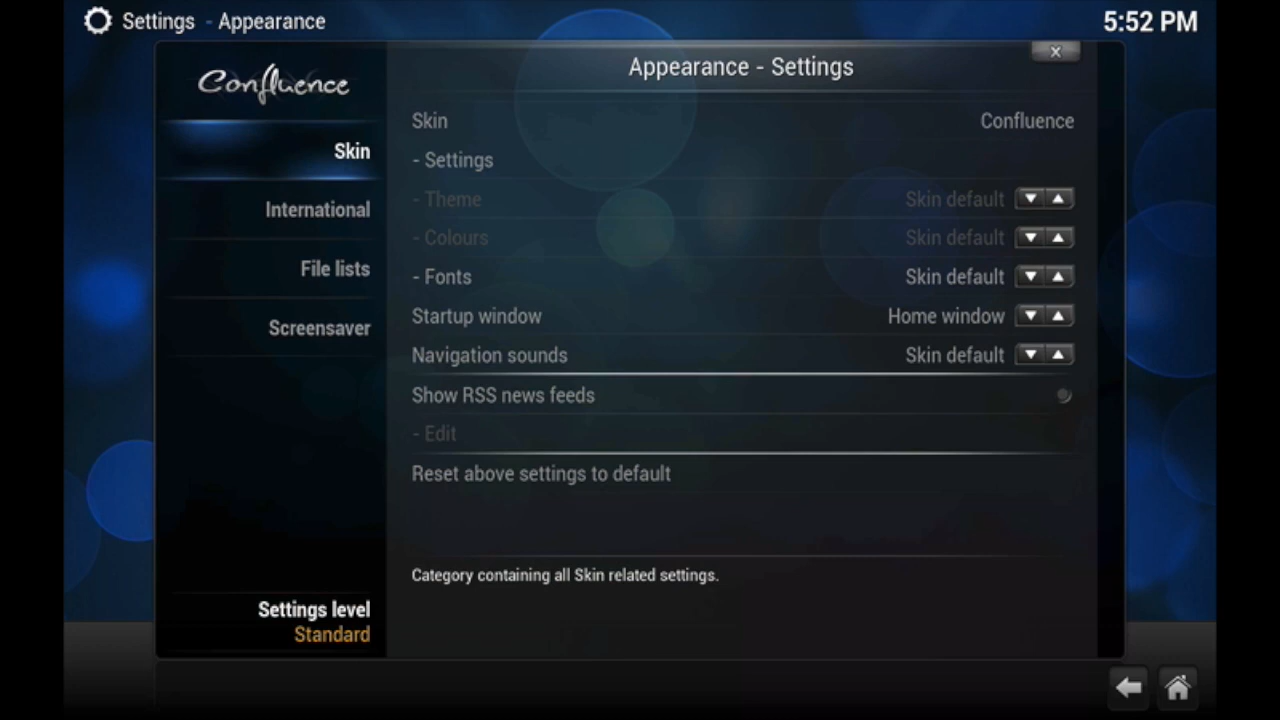 Settings - Appearance
5:52 PM
Confluence
Appearance - Settings
x
Skin
International
File lists
Screensaver
Skin Confluence
- Settings
- Theme Skin default
- Colours Skin default
- Fonts Skin default
Startup window Home window
Navigation sounds Skin default
Show RSS news feeds
- Edit
Reset above settings to default
Category containing all Skin related settings.
Settings level
Standard